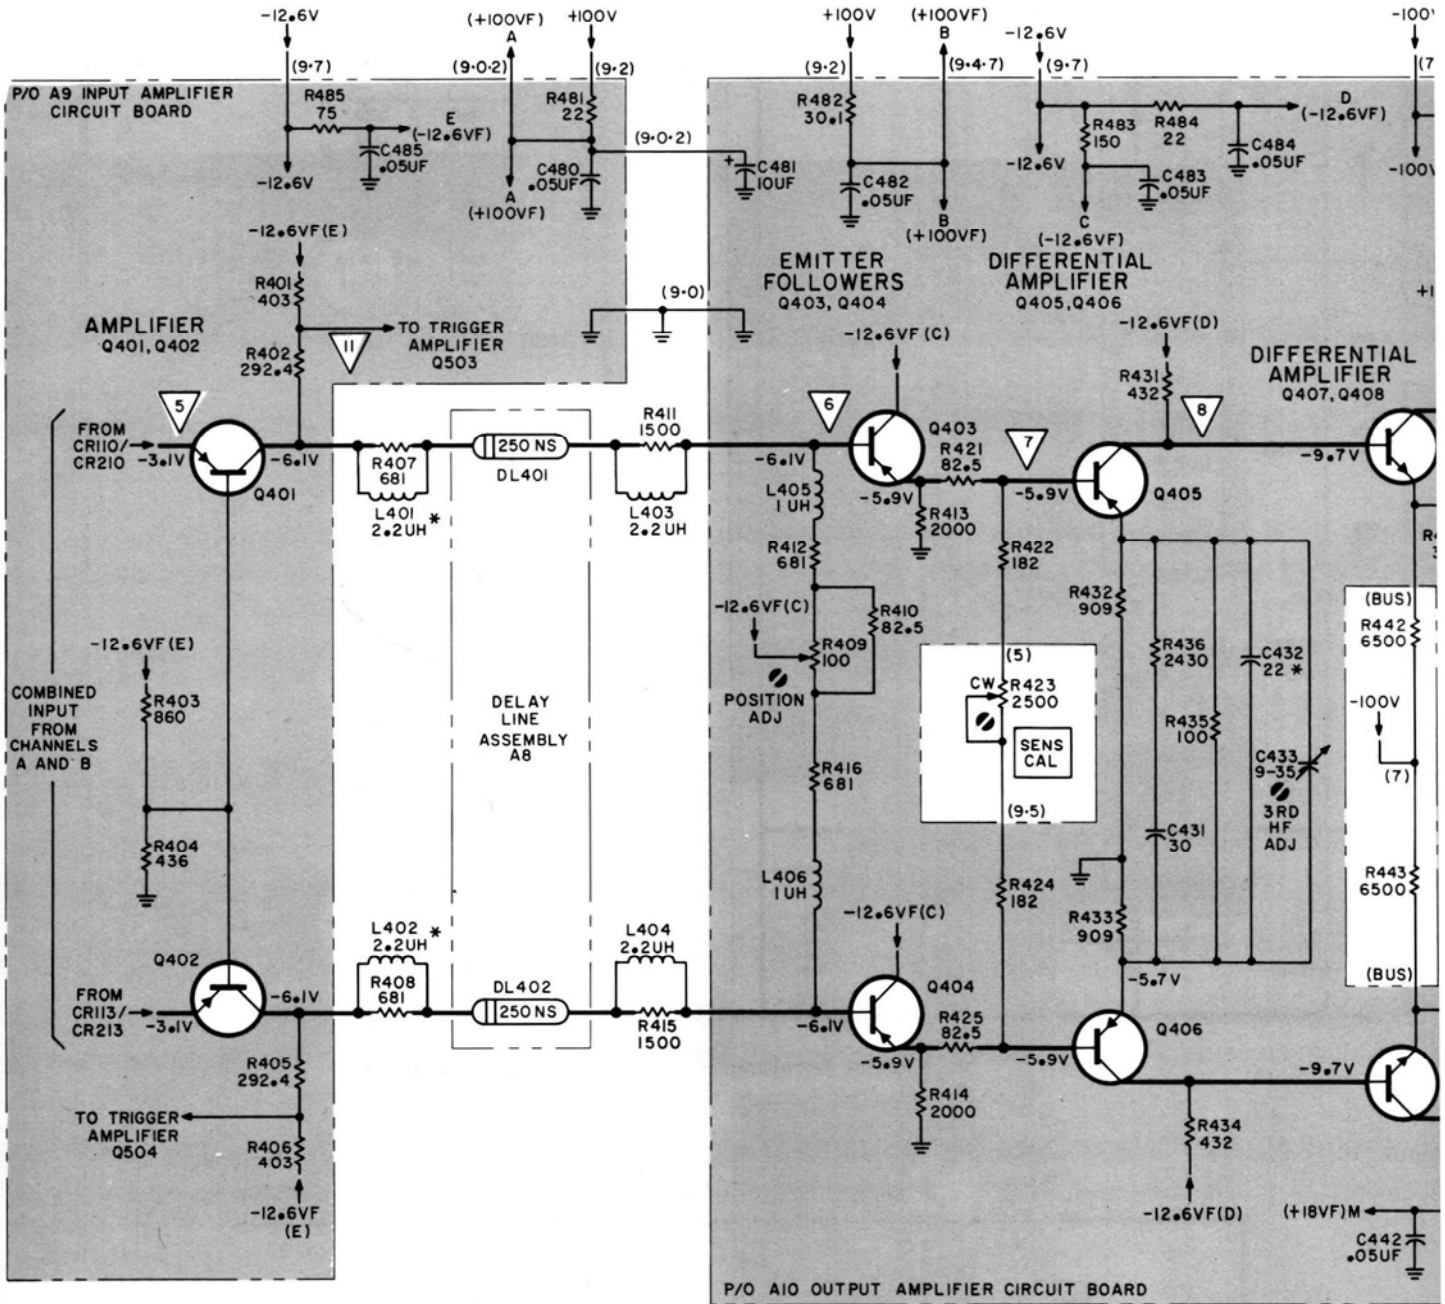 -12.6V
(+100VF)
A
+100V
+100V
(+100VF)
B
-12.6V
-100V
(9·7)
(9·0·2)
(9·2)
(9·2)
(9·4·7)
(9·7)
(7
P/O A9 INPUT AMPLIFIER
CIRCUIT BOARD
R485
75
E
(-12.6VF)
C485
.05UF
-12.6V
R481
22
(9·0·2)
C480
.05UF
A
(+100VF)
C481
10UF
+
R482
30.1
C482
.05UF
B
(+100VF)
R483
150
R484
22
D
(-12.6VF)
C484
.05UF
-12.6V
C483
.05UF
C
(-12.6VF)
-100V
-12.6VF(E)
R401
403
AMPLIFIER
Q401, Q402
R402
292.4
11
TO TRIGGER
AMPLIFIER
Q503
(9·0)
EMITTER
FOLLOWERS
Q403, Q404
DIFFERENTIAL
AMPLIFIER
Q405, Q406
+1
-12.6VF(C)
-12.6VF(D)
R431
432
DIFFERENTIAL
AMPLIFIER
Q407, Q408
5
6
7
8
FROM
CR110/
CR210
-3.1V
-6.1V
Q401
R407
681
L401
2.2UH *
250 NS
DL401
R411
1500
L403
2.2UH
-6.1V
Q403
-5.9V
R421
82.5
-5.9V
Q405
-9.7V
L405
1UH
R412
681
R413
2000
R422
182
-12.6VF(C)
R410
82.5
R409
100
POSITION
ADJ
(5)
CW
R423
2500
SENS
CAL
(9·5)
R432
909
R436
2430
R435
100
C432
22 *
C433
9-35
3RD
HF
ADJ
C431
30
(BUS)
R442
6500
-100V
(7)
R443
6500
(BUS)
-12.6VF(E)
R403
860
COMBINED
INPUT
FROM
CHANNELS
A AND B
R404
436
DELAY
LINE
ASSEMBLY
A8
R416
681
L406
1UH
R424
182
R433
909
-5.7V
-12.6VF(C)
Q402
FROM
CR113/
CR213
-3.1V
-6.1V
L402
2.2UH *
R408
681
DL402
250 NS
L404
2.2UH
R415
1500
-6.1V
Q404
-5.9V
R425
82.5
-5.9V
Q406
-9.7V
R405
292.4
TO TRIGGER
AMPLIFIER
Q504
R406
403
-12.6VF
(E)
R414
2000
R434
432
-12.6VF(D)
(+18VF)M
C442
.05UF
P/O A10 OUTPUT AMPLIFIER CIRCUIT BOARD